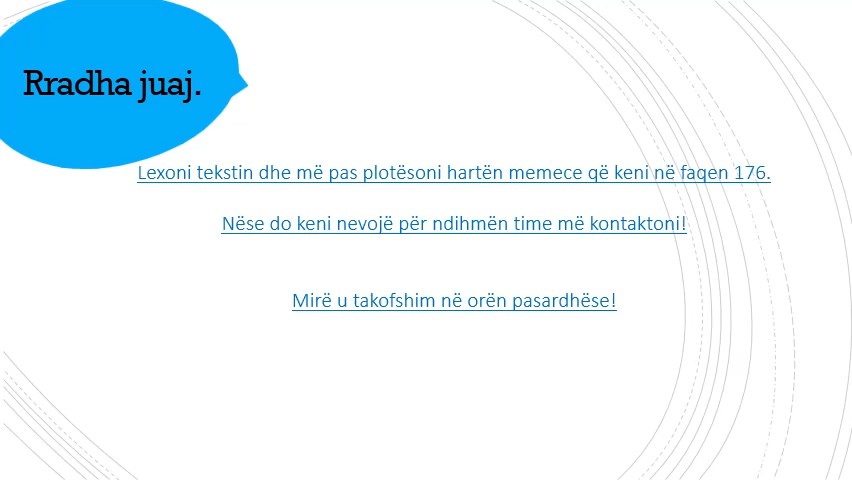 Rradha juaj.
Lexoni tekstin dhe më pas plotësoni hartën memece që keni në faqen 176.
Nëse do keni nevojë për ndihmën time më kontaktoni!
Mirë u takofshim në orën pasardhëse!